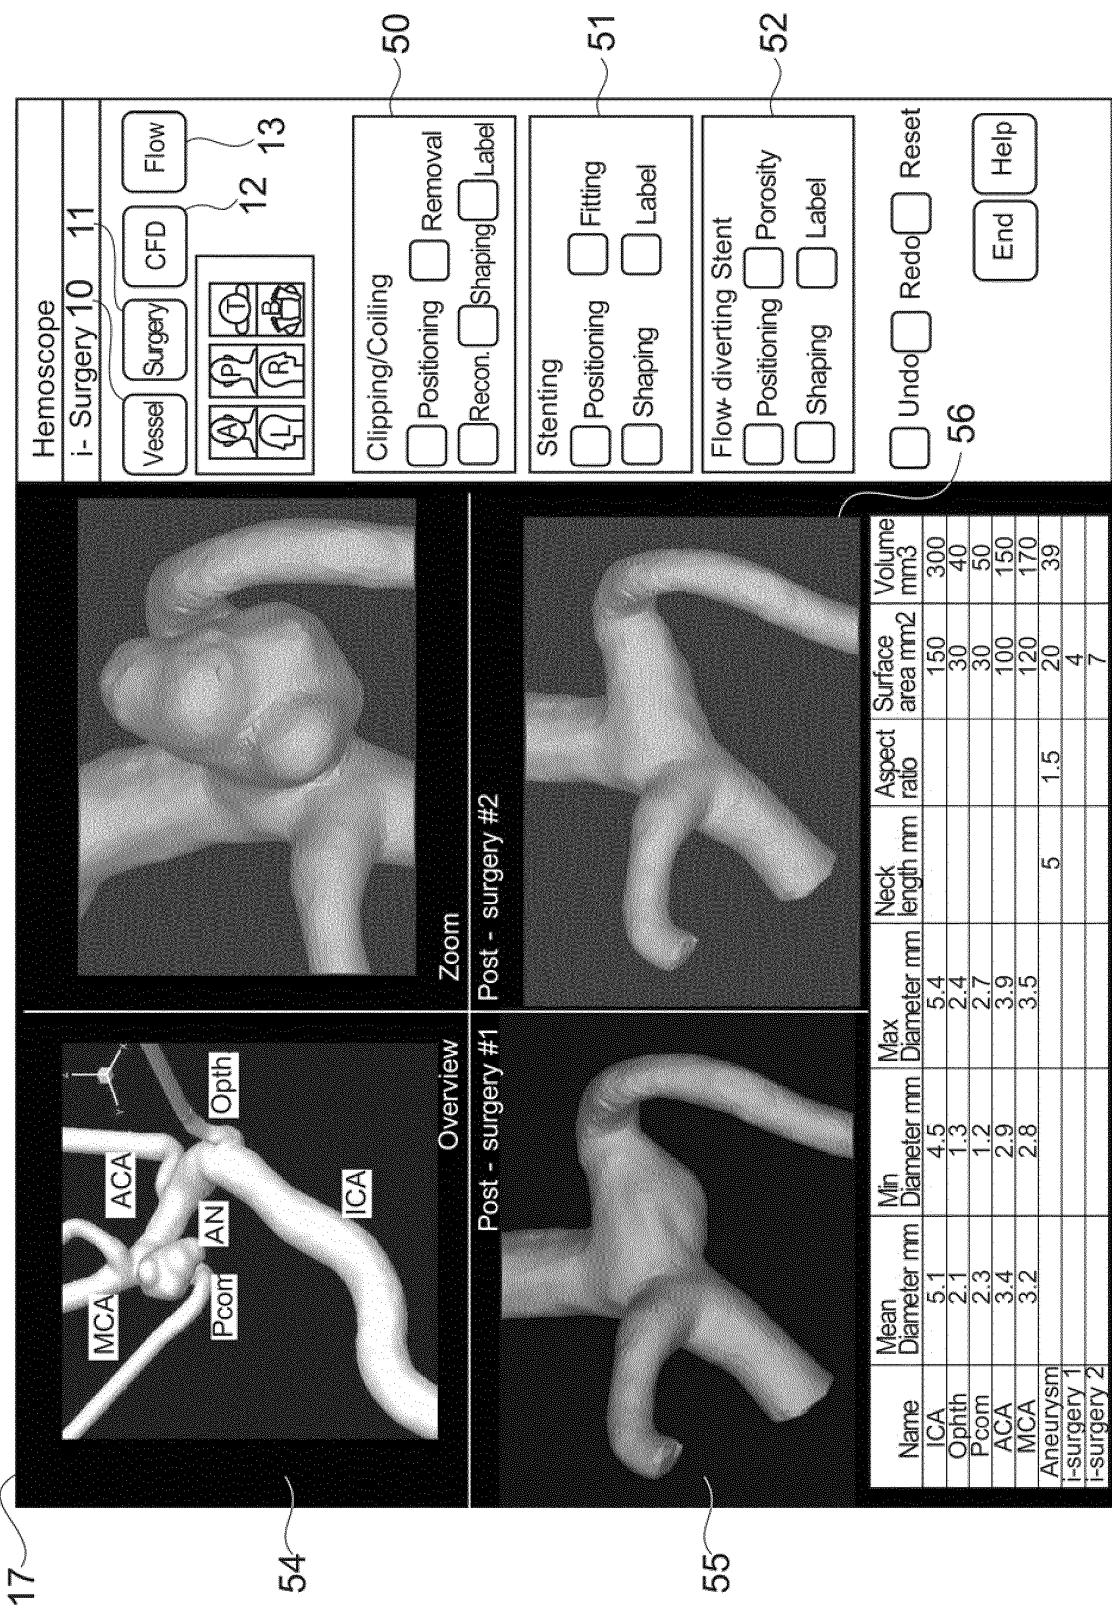 17
Hemoscope
i - Surgery 10 11
Vessel Surgery CFD Flow
12 13
A P T
L R B
50
Clipping/Coiling
Positioning Removal
Recon. Shaping Label
51
Stenting
Positioning Fitting
Shaping Label
52
Flow- diverting Stent
Positioning Porosity
Shaping Label
Undo Redo Reset
End Help
54
MCA ACA Opth
AN
Pcom ICA
Overview
Zoom
55
Post - surgery #1
Post - surgery #2
56
Name Mean Diameter mm Min Diameter mm Max Diameter mm Neck length mm Aspect ratio Surface area mm2 Volume mm3
ICA 5.1 4.5 5.4 150 300
Ophth 2.1 1.3 2.4 30 40
Pcom 2.3 1.2 2.7 30 50
ACA 3.4 2.9 3.9 100 150
MCA 3.2 2.8 3.5 120 170
Aneurysm 5 1.5 20 39
i-surgery 1 4
i-surgery 2 7